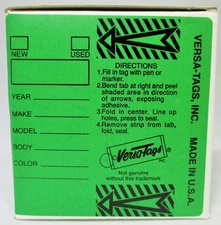 NEW USED
YEAR
MAKE
MODEL
BODY
COLOR
DIRECTIONS
1.Fill in tag with pen or
marker.
2.Bend tab at right and peel
shaded area in direction
of arrows, exposing
adhesive.
3.Fold in center. Line up
holes, press to seal.
4.Remove strip from tab,
fold, seal.
Versa-Tags
INC.
Not genuine
without this trademark
VERSA-TAGS, INC. MADE IN U.S.A.